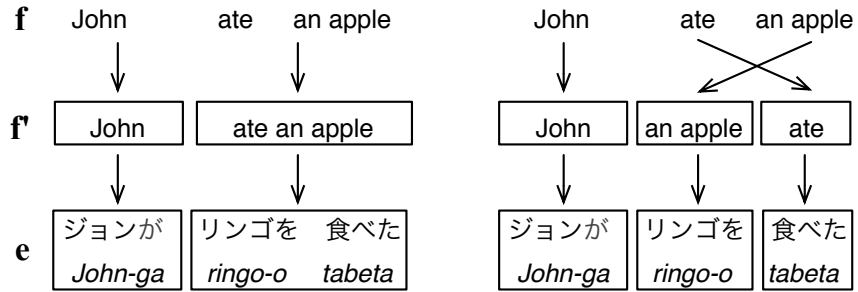 f John ate an apple John ate an apple
f' John ate an apple John an apple ate
e ジョンが リンゴを 食べた ジョンが リンゴを 食べた
John-ga ringo-o tabeta John-ga ringo-o tabeta